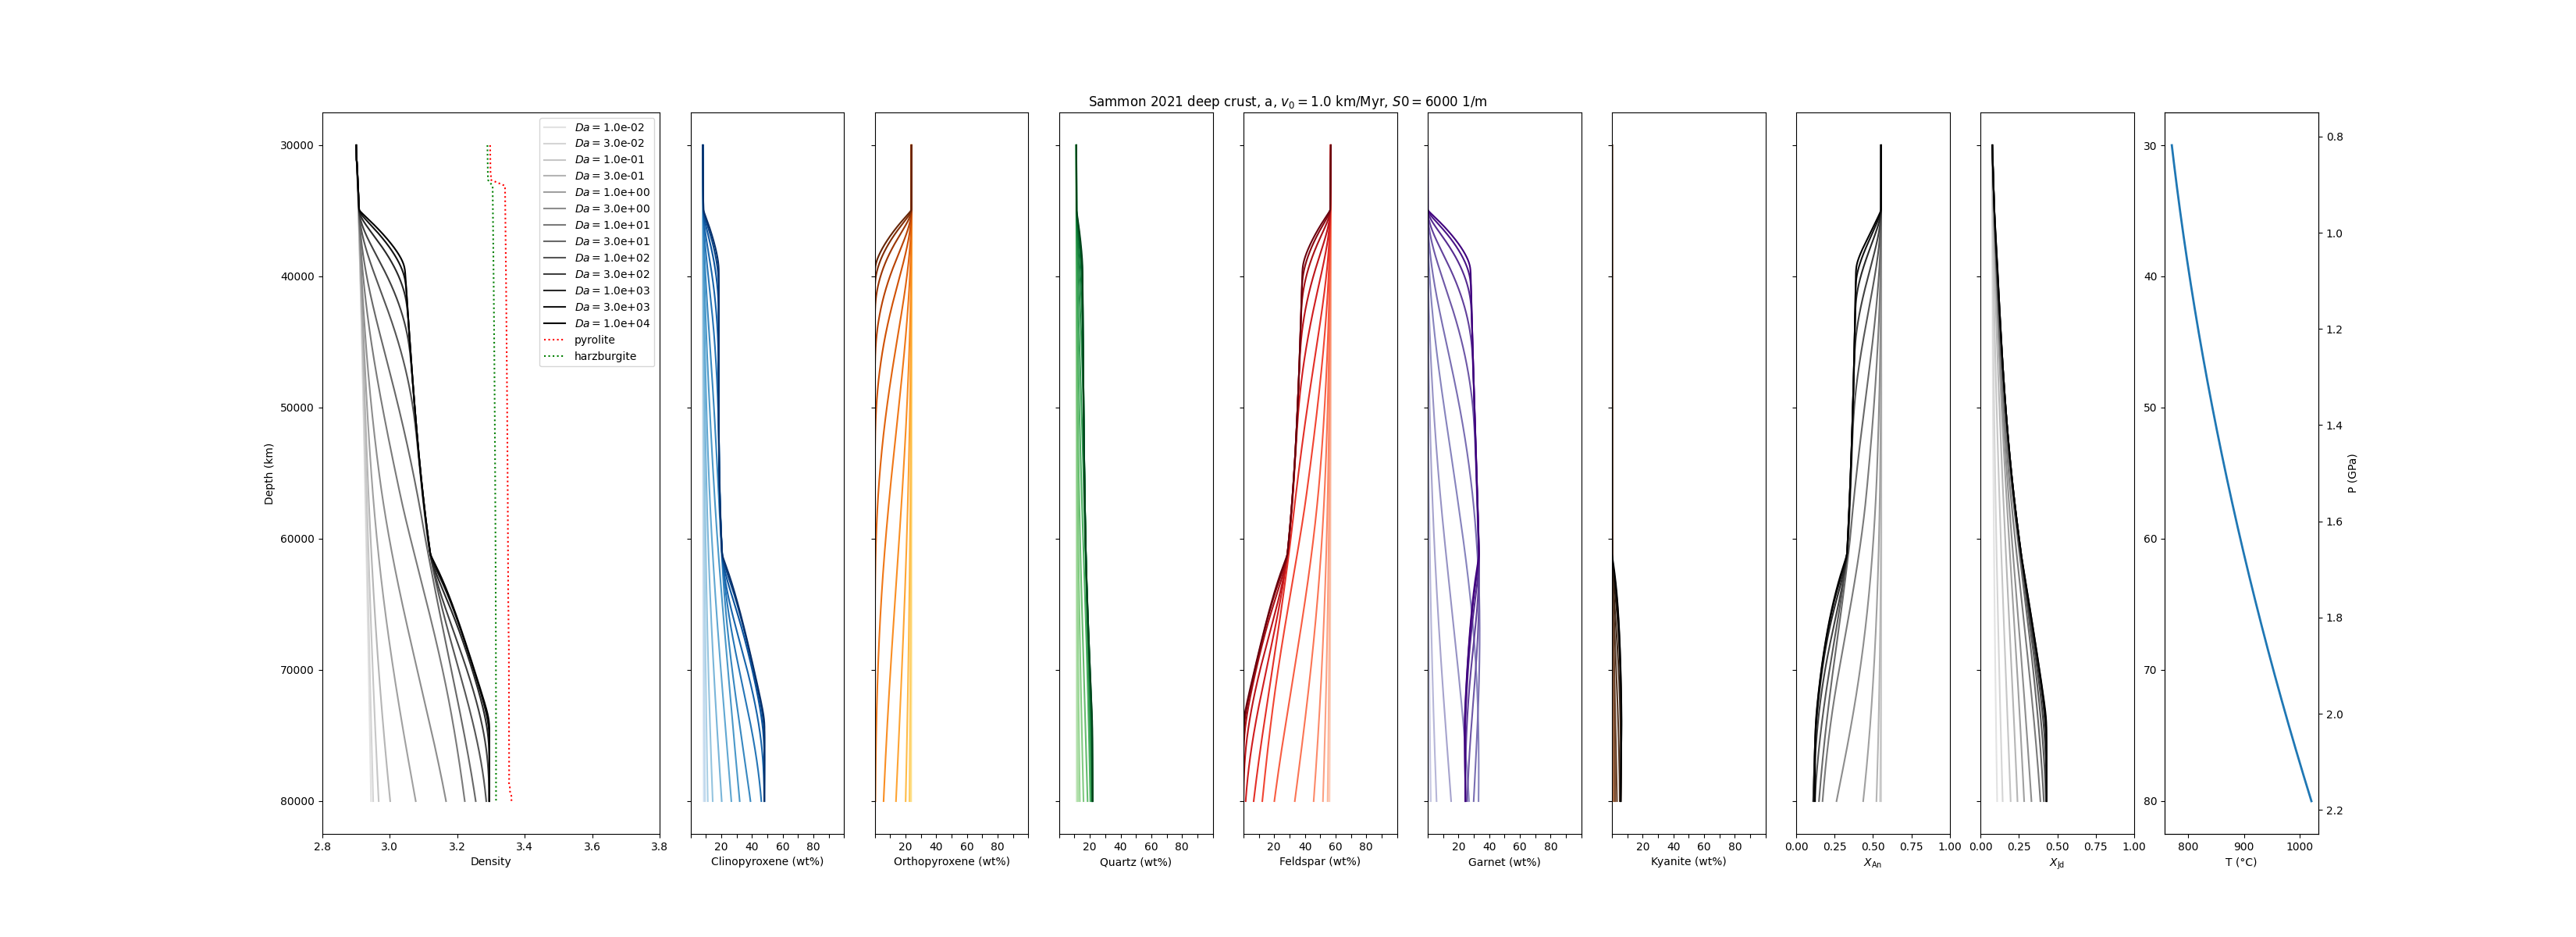 Sammon 2021 deep crust, a, v₀ = 1.0 km/Myr, S0 = 6000 1/m
Depth (km)
30000
40000
50000
60000
70000
80000
2.8 3.0 3.2 3.4 3.6 3.8
Density
Da = 1.0e-02
Da = 3.0e-02
Da = 1.0e-01
Da = 3.0e-01
Da = 1.0e+00
Da = 3.0e+00
Da = 1.0e+01
Da = 3.0e+01
Da = 1.0e+02
Da = 3.0e+02
Da = 1.0e+03
Da = 3.0e+03
Da = 1.0e+04
pyrolite
harzburgite
20 40 60 80
Clinopyroxene (wt%)
20 40 60 80
Orthopyroxene (wt%)
20 40 60 80
Quartz (wt%)
20 40 60 80
Feldspar (wt%)
20 40 60 80
Garnet (wt%)
20 40 60 80
Kyanite (wt%)
0.00 0.25 0.50 0.75 1.00
X_An
0.00 0.25 0.50 0.75 1.00
X_Jd
30
40
50
60
70
80
800 900 1000
T (°C)
0.8
1.0
1.2
1.4
1.6
1.8
2.0
2.2
P (GPa)